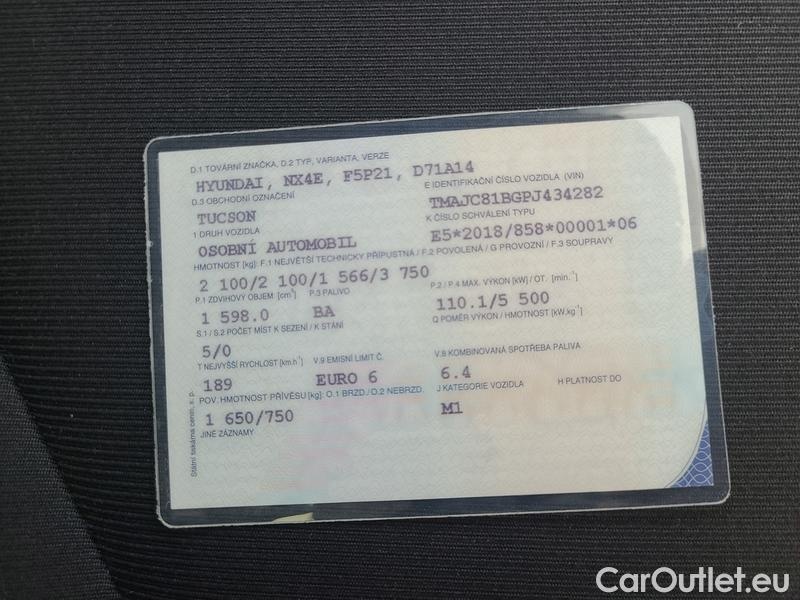 D.1 TOVÁRNÍ ZNAČKA, D.2 TYP, VARIANTA, VERZE
HYUNDAI, NX4E, F5P21, D71A14
D.3 OBCHODNÍ OZNAČENÍ E IDENTIFIKAČNÍ ČÍSLO VOZIDLA (VIN)
TUCSON TMAJC81BGPJ434282
1 DRUH VOZIDLA K ČÍSLO SCHVÁLENÍ TYPU
OSOBNÍ AUTOMOBIL E5*2018/858*00001*06
HMOTNOST [kg]: F.1 NEJVĚTŠÍ TECHNICKY PŘÍPUSTNÁ / F.2 POVOLENÁ / G PROVOZNÍ / F.3 SOUPRAVY
2 100/2 100/1 566/3 750
P.1 ZDVIHOVÝ OBJEM [cm³] P.3 PALIVO P.2 / P.4 MAX. VÝKON [kW] / OT. [min.⁻¹]
1 598.0 BA 110.1/5 500
S.1 / S.2 POČET MÍST K SEZENÍ / K STÁNÍ Q POMĚR VÝKON / HMOTNOST [kW.kg⁻¹]
5/0
T NEJVYŠŠÍ RYCHLOST [km.h⁻¹] V.9 EMISNÍ LIMIT Č. V.8 KOMBINOVANÁ SPOTŘEBA PALIVA
189 EURO 6 6.4
POV. HMOTNOST PŘÍVĚSU [kg]: O.1 BRZD./ O.2 NEBRZD. J KATEGORIE VOZIDLA H PLATNOST DO
1 650/750 M1
JINÉ ZÁZNAMY
Státní tiskárna cenin, s. p.
CarOutlet.eu